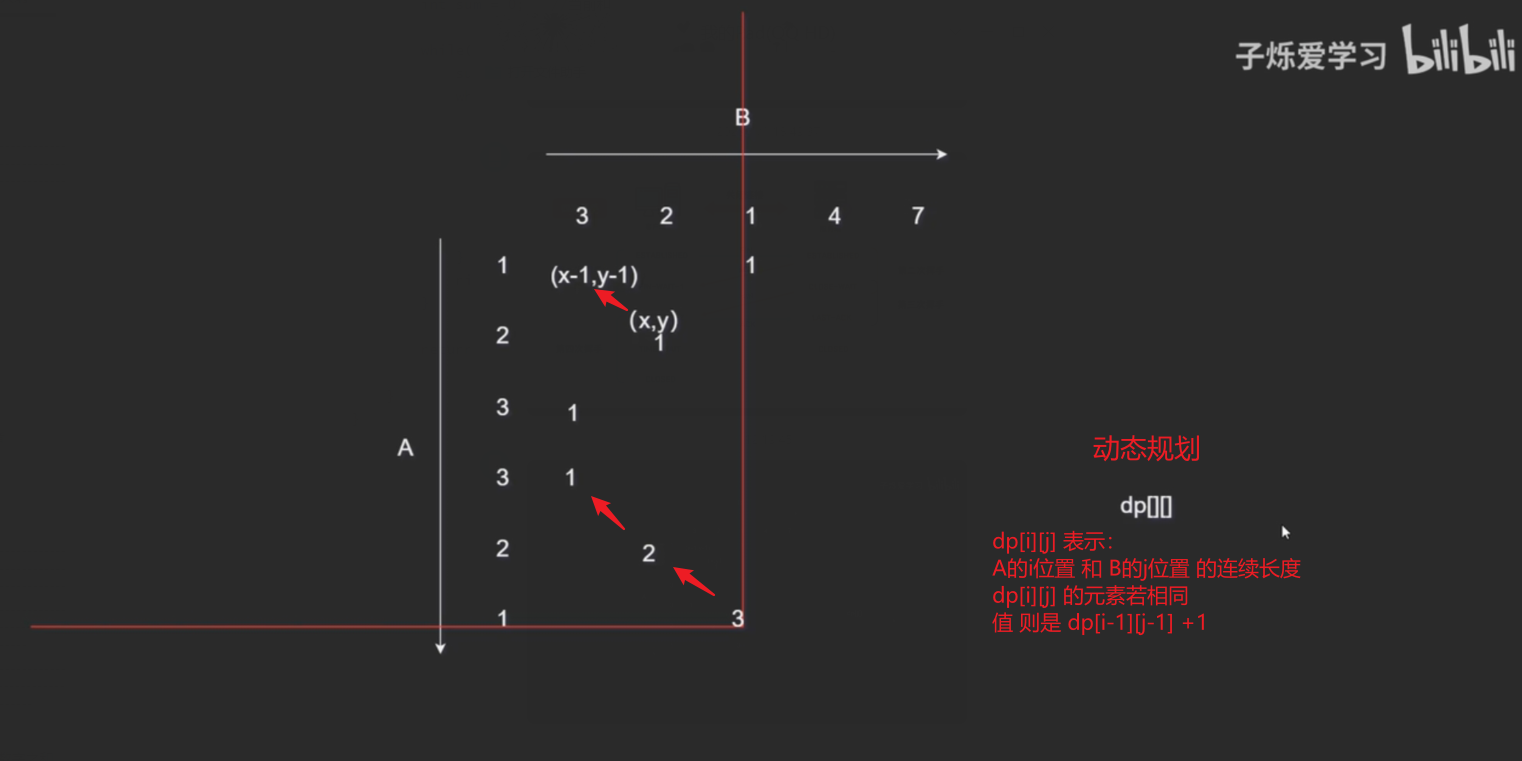 子烁爱学习 bilibili
B
3 2 1 4 7
1 (x-1,y-1) 1
(x,y)
2 1
3 1
A
动态规划
3 1
dp[][]
dp[i][j] 表示:
2 2
A的i位置 和 B的j位置 的连续长度
dp[i][j] 的元素若相同
1 3
值 则是 dp[i-1][j-1] +1